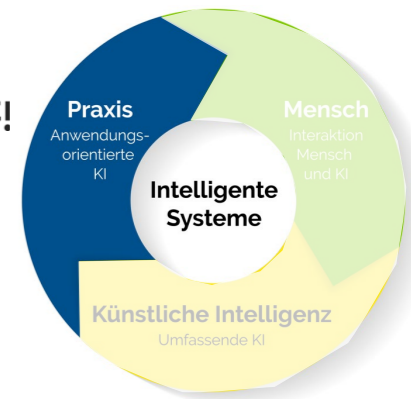 !
Praxis
Anwendungs-
orientierte
KI
Mensch
Interaktion
Mensch
und KI
Intelligente
Systeme
Künstliche Intelligenz
Umfassende KI